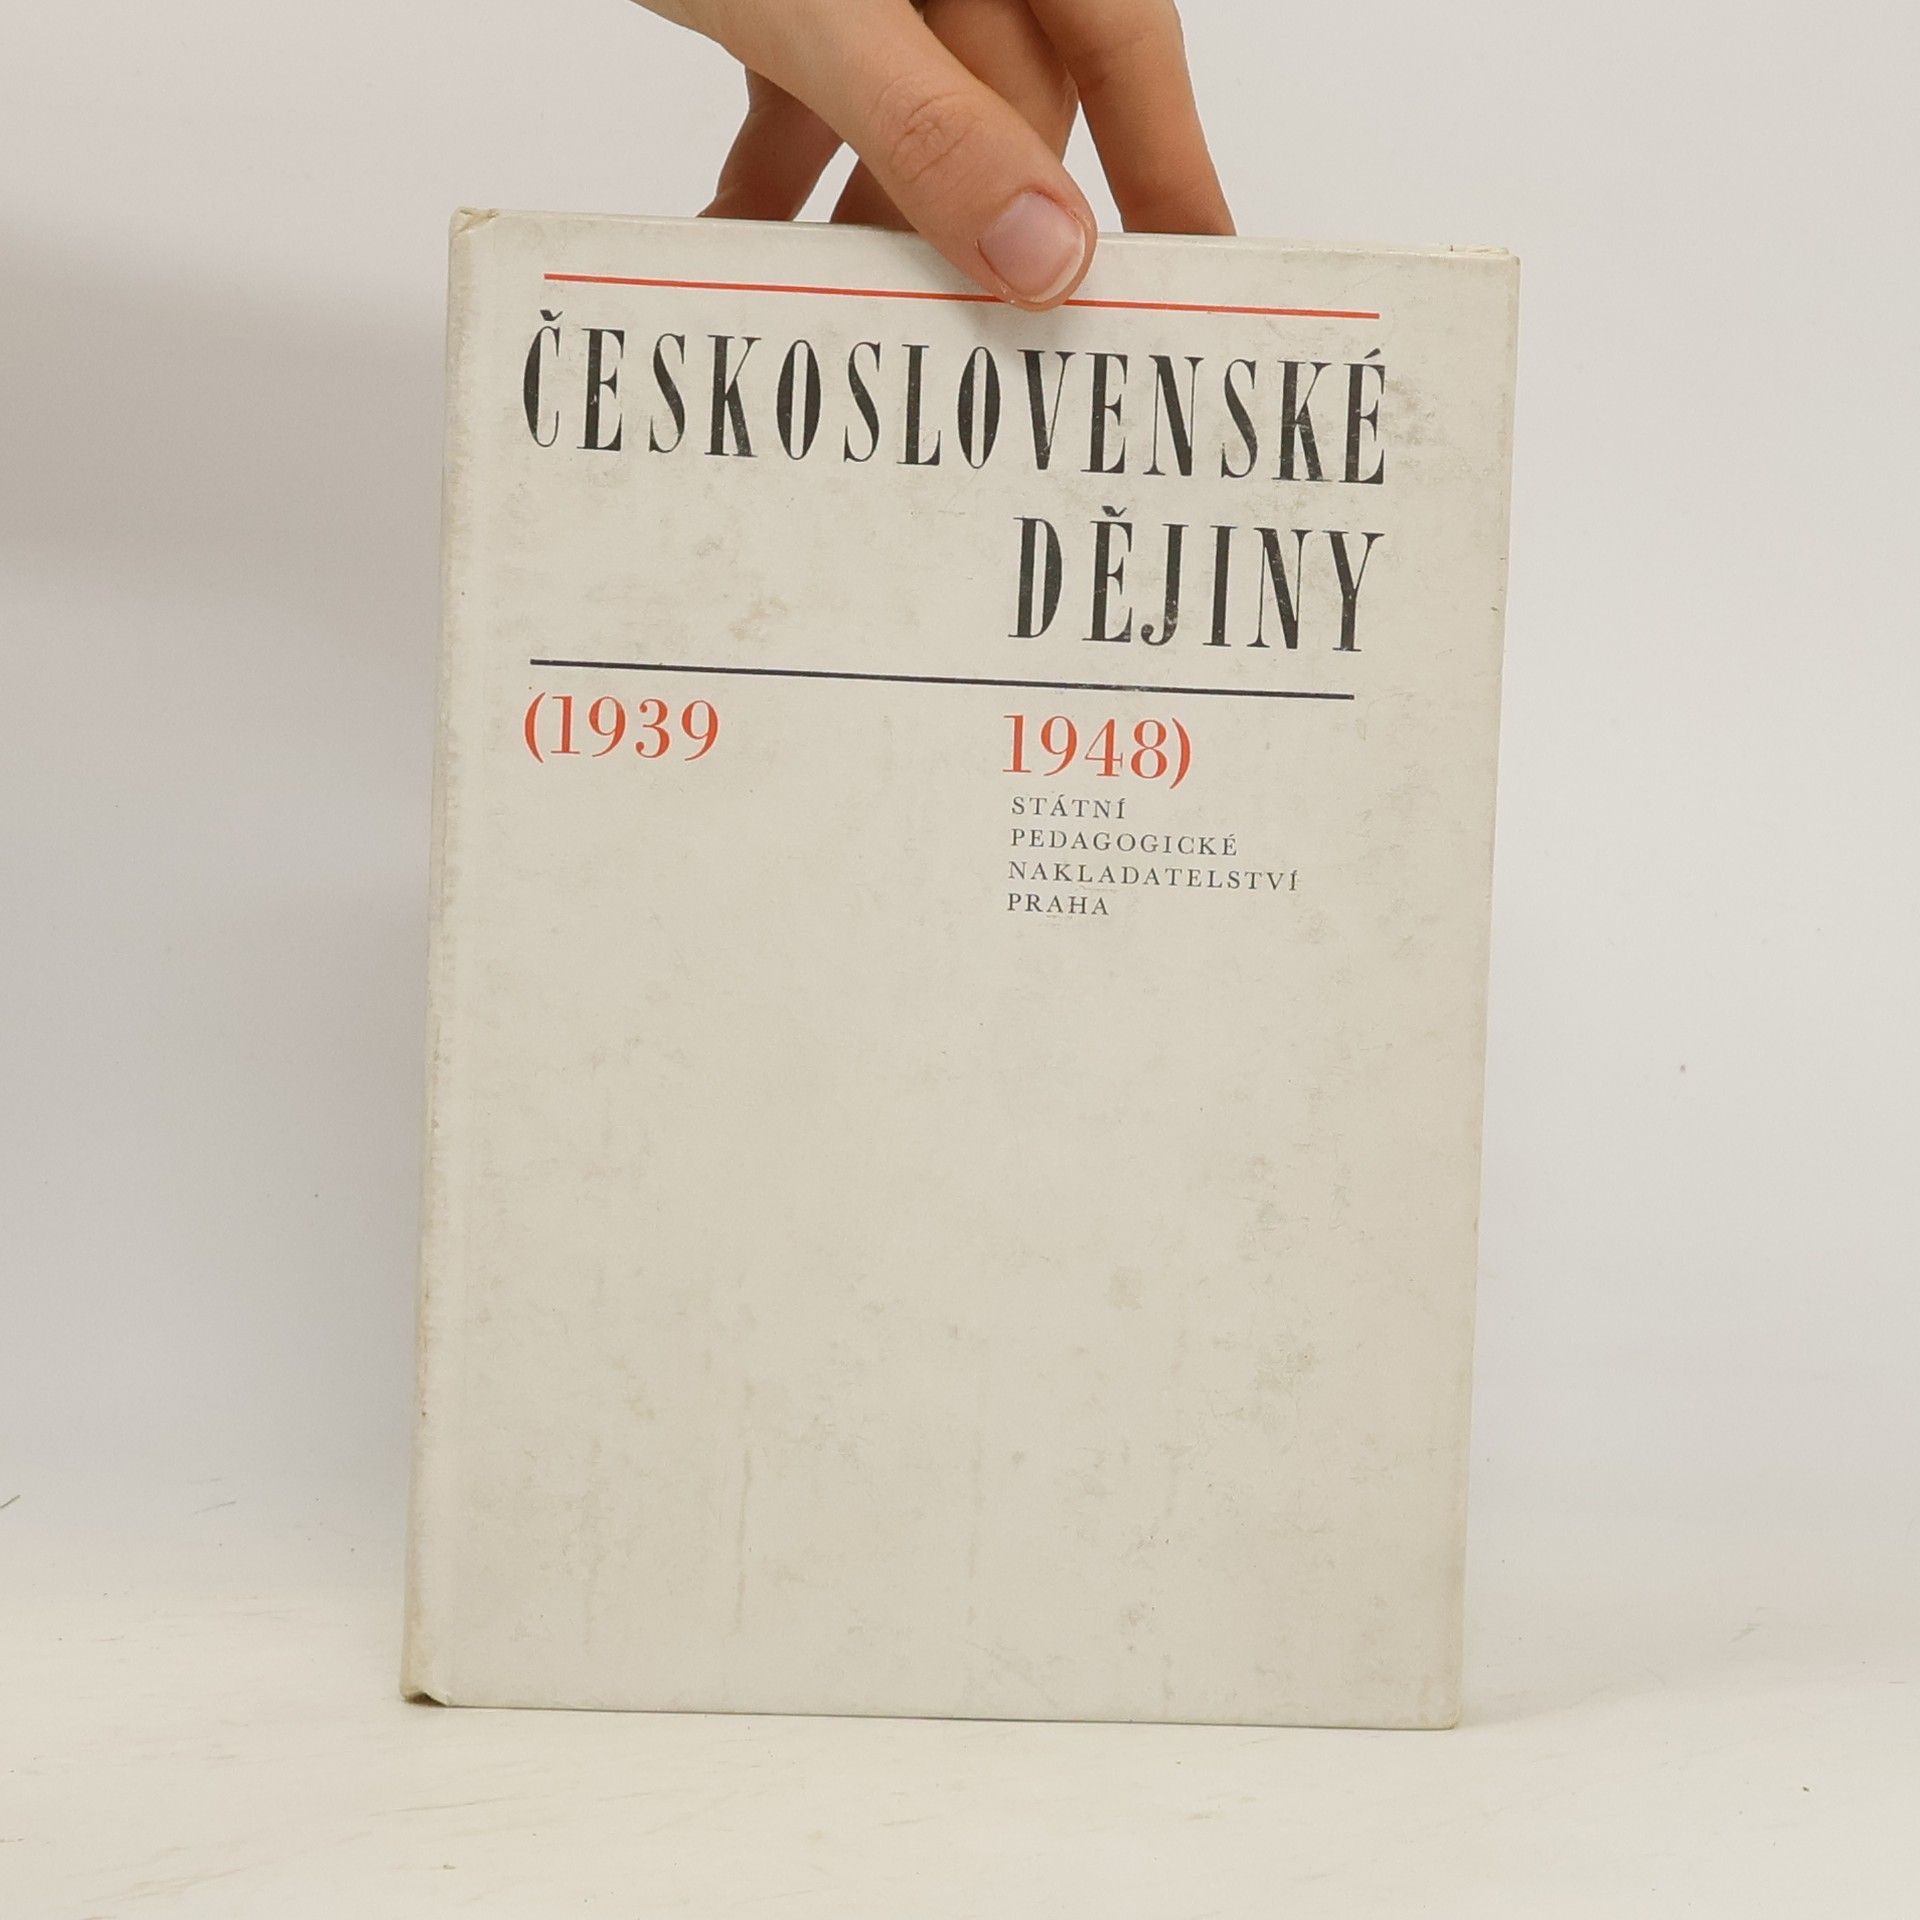 ČESKOSLOVENSKÉ
DĚJINY
(1939 1948)
STÁTNÍ
PEDAGOGICKÉ
NAKLADATELSTVÍ
PRAHA